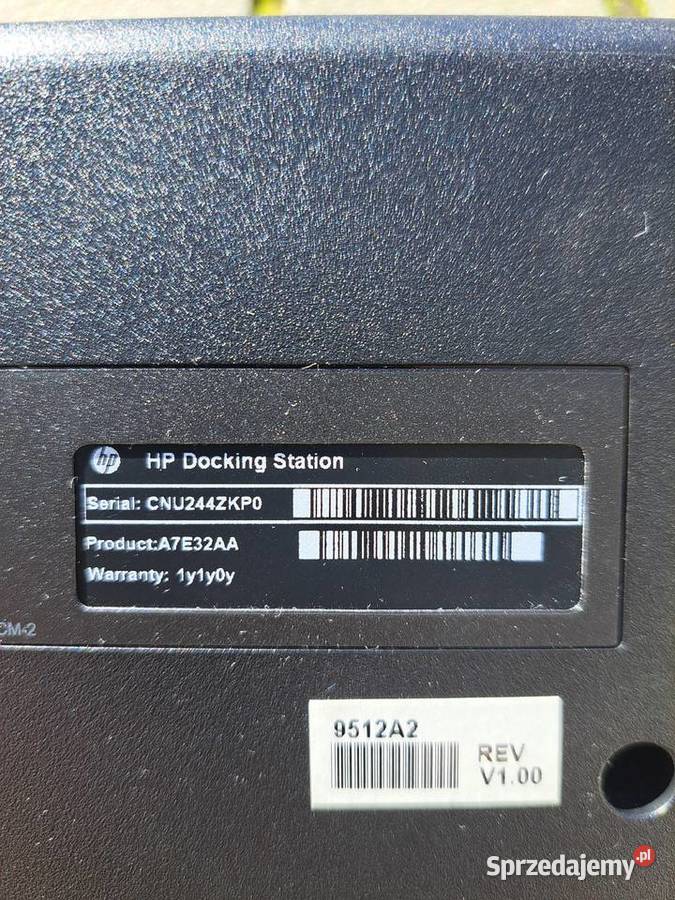 hp HP Docking Station
Serial: CNU244ZKP0
Product:A7E32AA
Warranty: 1y1y0y
CM-2
9512A2
REV
V1.00
Sprzedajemy.pl